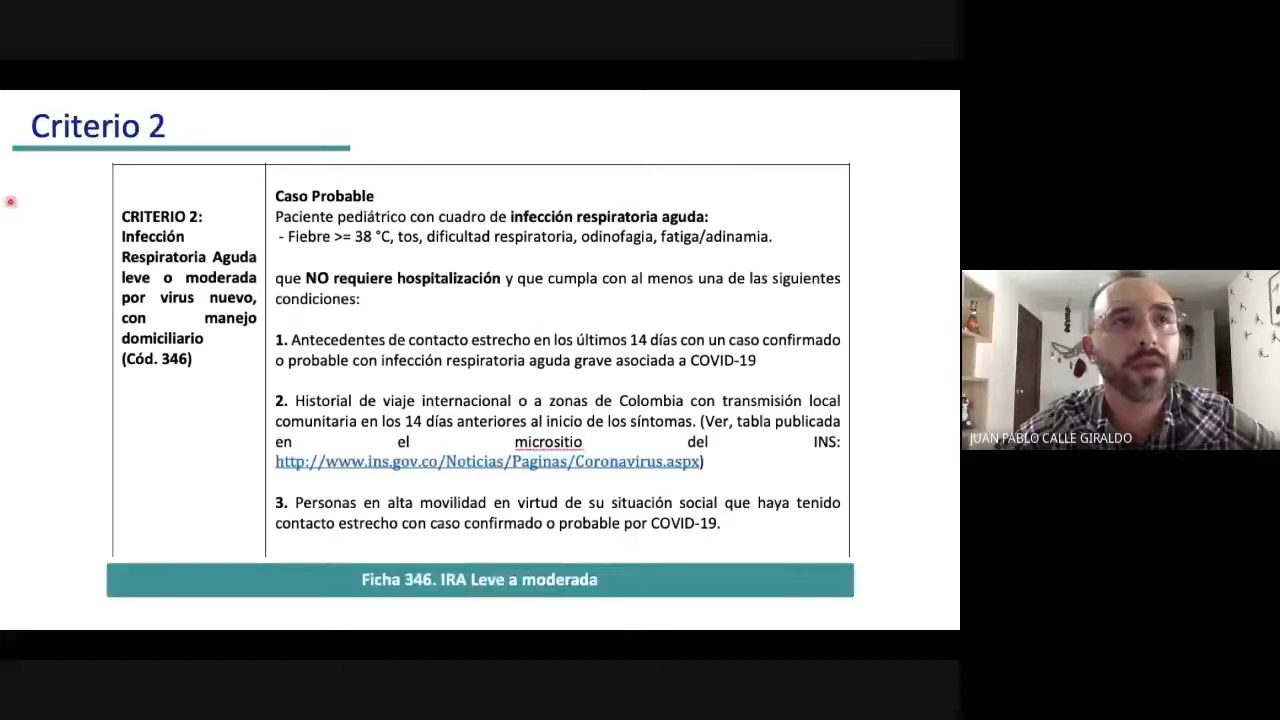 Criterio 2
CRITERIO 2:
Infección
Respiratoria Aguda
leve o moderada
por virus nuevo,
con manejo
domiciliario
(Cód. 346)
Caso Probable
Paciente pediátrico con cuadro de infección respiratoria aguda:
- Fiebre >= 38 °C, tos, dificultad respiratoria, odinofagia, fatiga/adinamia.
que NO requiere hospitalización y que cumpla con al menos una de las siguientes
condiciones:
1. Antecedentes de contacto estrecho en los últimos 14 días con un caso confirmado
o probable con infección respiratoria aguda grave asociada a COVID-19
2. Historial de viaje internacional o a zonas de Colombia con transmisión local
comunitaria en los 14 días anteriores al inicio de los síntomas. (Ver, tabla publicada
en el micrositio del INS:
http://www.ins.gov.co/Noticias/Paginas/Coronavirus.aspx)
3. Personas en alta movilidad en virtud de su situación social que haya tenido
contacto estrecho con caso confirmado o probable por COVID-19.
Ficha 346. IRA Leve a moderada
JUAN PABLO CALLE GIRALDO